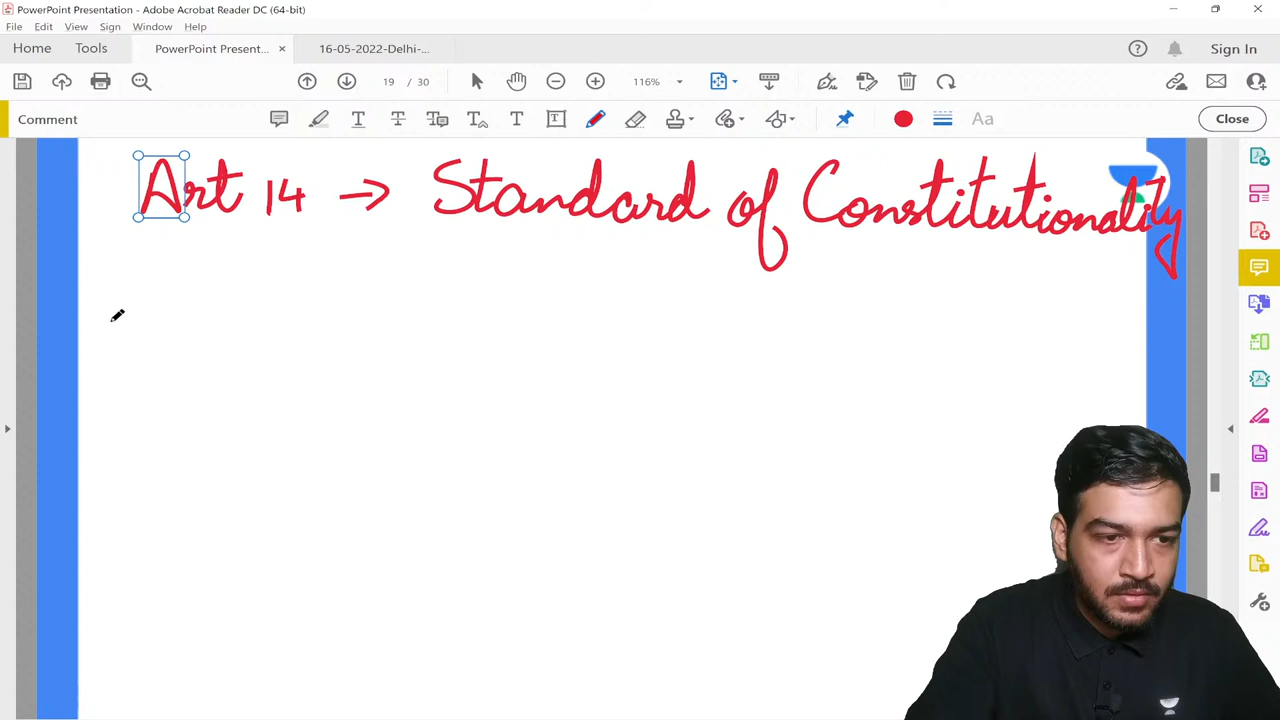 PowerPoint Presentation - Adobe Acrobat Reader DC (64-bit)
File Edit View Sign Window Help
Home Tools PowerPoint Present... × 16-05-2022-Delhi-... Sign In
19 / 30 116%
Comment Aa Close
Art 14 → Standard of Constitutionality